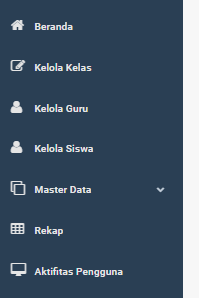 Beranda
Kelola Kelas
Kelola Guru
Kelola Siswa
Master Data
Rekap
Aktifitas Pengguna